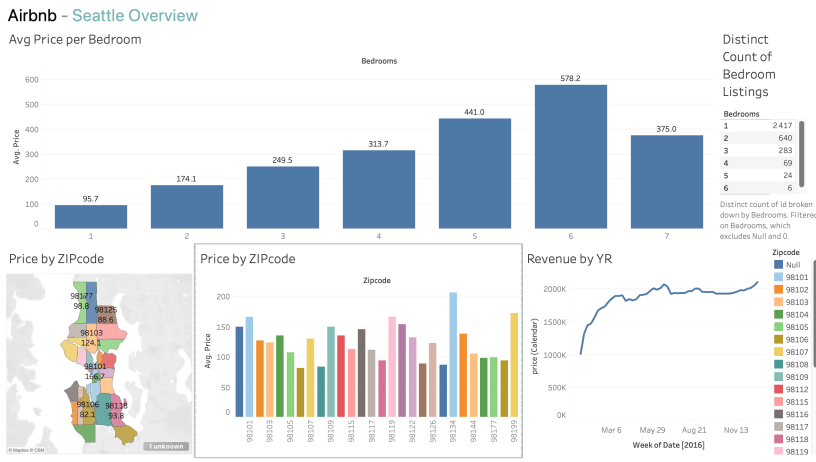 Airbnb - Seattle Overview
Avg Price per Bedroom
Bedrooms
Avg. Price
600
500
400
300
200
100
0
95.7
174.1
249.5
313.7
441.0
578.2
375.0
1
2
3
4
5
6
7
Distinct
Count of
Bedroom
Listings
Bedrooms
1 2417
2 640
3 283
4 69
5 24
6 6
Distinct count of Id broken
down by Bedrooms. Filtered
on Bedrooms, which
excludes Null and 0.
Price by ZIPcode
98177
98.8
98125
88.6
98103
124.1
98101
98106
82.1
98118
93.8
© Mapbox © OSM
1 unknown
Price by ZIPcode
Zipcode
Avg. Price
200
150
100
50
0
98101
98103
98105
98107
98109
98115
98117
98119
98122
98126
98134
98144
98177
98199
Revenue by YR
price (Calendar)
2000K
1500K
1000K
500K
0K
Mar 6
May 29
Aug 21
Nov 13
Week of Date [2016]
Zipcode
Null
98101
98102
98103
98104
98105
98106
98107
98108
98109
98112
98115
98116
98117
98118
98119